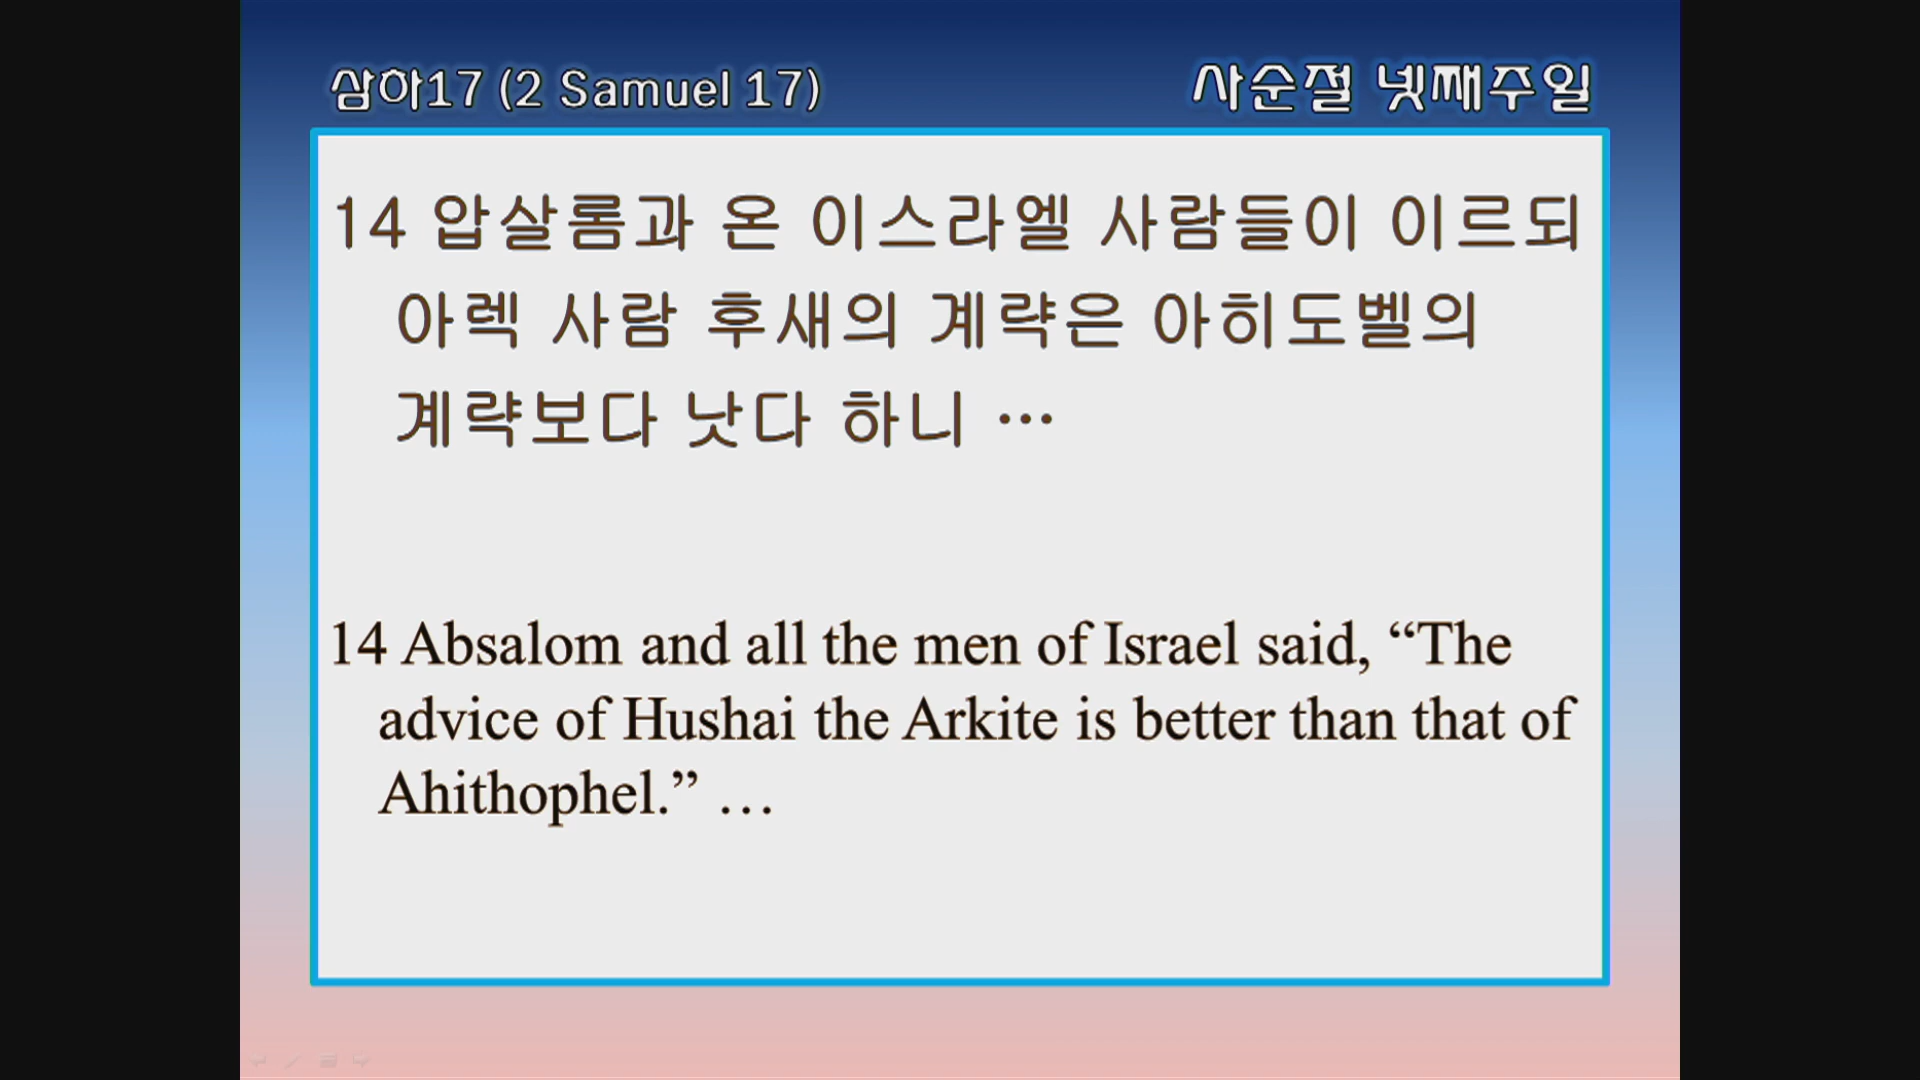 삼하17 (2 Samuel 17)
사순절 넷째주일
14 압살롬과 온 이스라엘 사람들이 이르되
아렉 사람 후새의 계략은 아히도벨의
계략보다 낫다 하니 …
14 Absalom and all the men of Israel said, “The
advice of Hushai the Arkite is better than that of
Ahithophel.” …